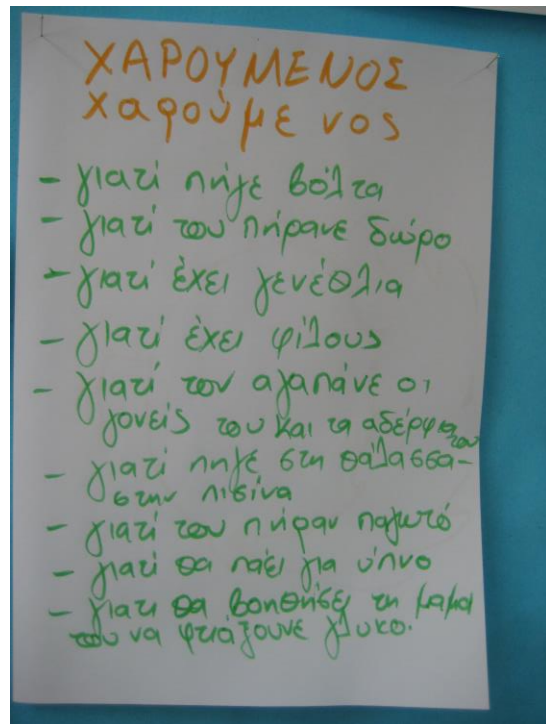 ΧΑΡΟΥΜΕΝΟΣ
χαρούμενος
- γιατί πήγε βόλτα
- γιατί του πήρανε δώρο
- γιατί έχει γενέθλια
- γιατί έχει φίλους
- γιατί τον αγαπάνε οι
γονείς του και τα αδέρφια του
- γιατί πήγε στη θάλασσα-
στην πισίνα
- γιατί του πήραν παγωτό
- γιατί θα πάει για ύπνο
- γιατι θα βοηθήσει τη μαμά
του να φτιάξουνε γλυκο.